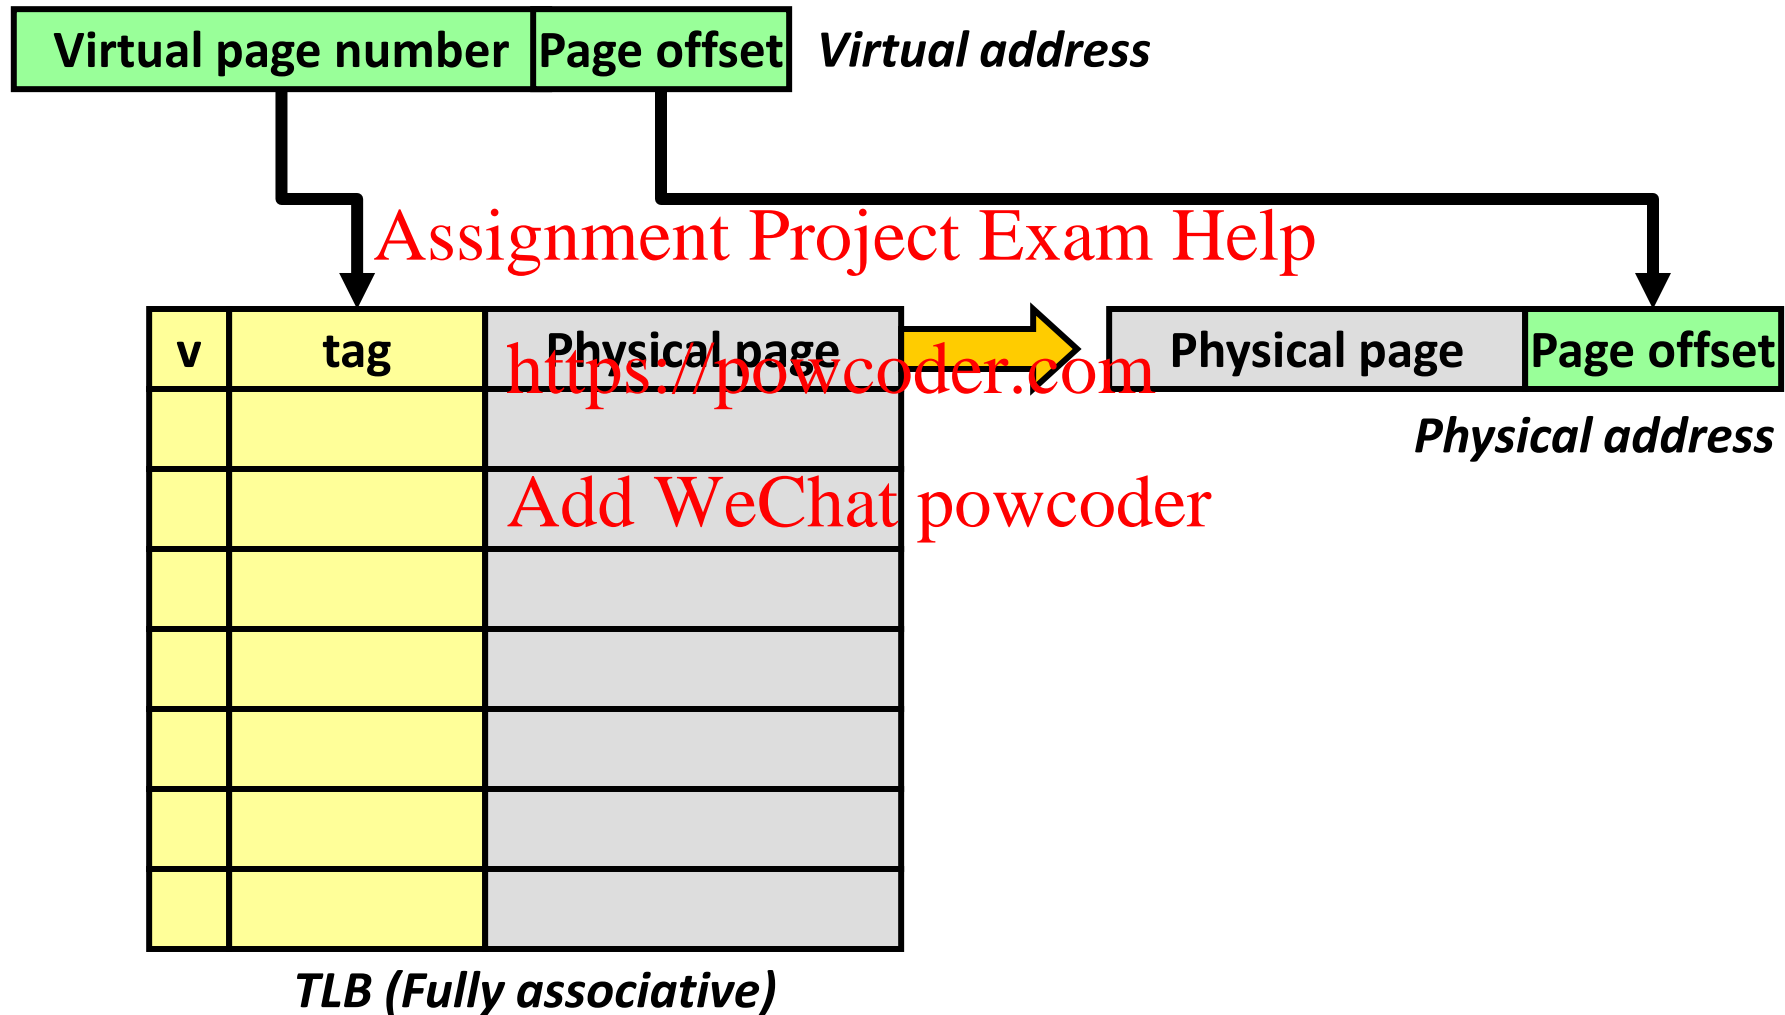 Virtual page number Page offset Virtual address
Assignment Project Exam Help
v tag Physical page Physical page Page offset
https://powcoder.com
Physical address
Add WeChat powcoder
TLB (Fully associative)